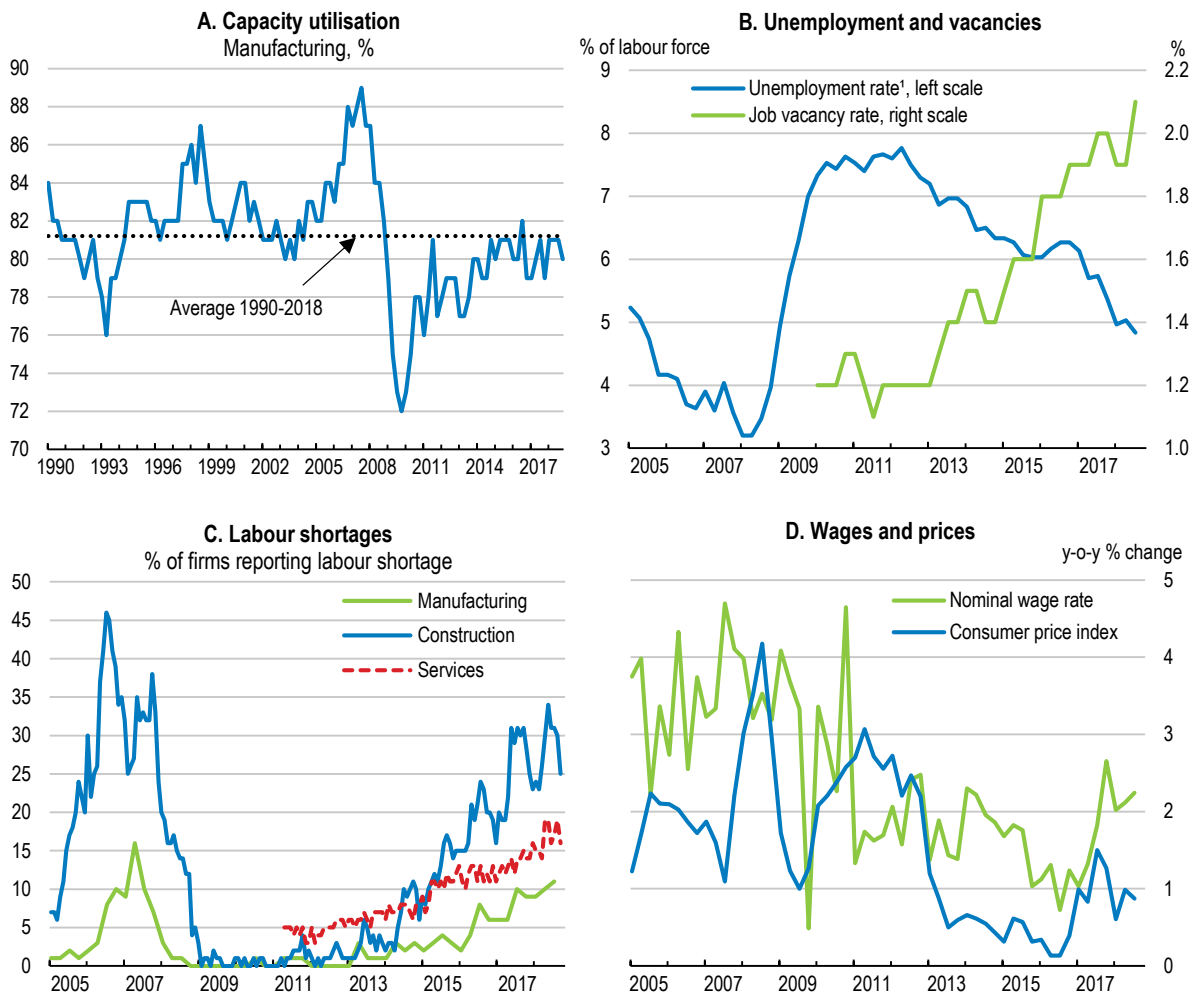 A. Capacity utilisation
Manufacturing, %
90
88
86
84
82
80
78
76
74
72
70
Average 1990-2018
1990 1993 1996 1999 2002 2005 2008 2011 2014 2017
B. Unemployment and vacancies
% of labour force %
9 2.2
8 2.0
7 1.8
6 1.6
5 1.4
4 1.2
3 1.0
Unemployment rate¹, left scale
Job vacancy rate, right scale
2005 2007 2009 2011 2013 2015 2017
C. Labour shortages
% of firms reporting labour shortage
50
45
40
35
30
25
20
15
10
5
0
Manufacturing
Construction
Services
2005 2007 2009 2011 2013 2015 2017
D. Wages and prices
y-o-y % change
5
4
3
2
1
0
Nominal wage rate
Consumer price index
2005 2007 2009 2011 2013 2015 2017